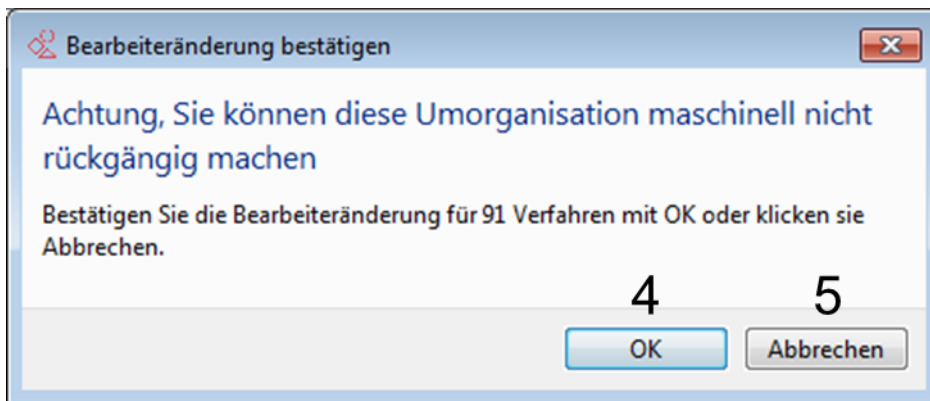 Bearbeiteränderung bestätigen
Achtung, Sie können diese Umorganisation maschinell nicht
rückgängig machen
Bestätigen Sie die Bearbeiteränderung für 91 Verfahren mit OK oder klicken sie
Abbrechen.
4 5
OK Abbrechen